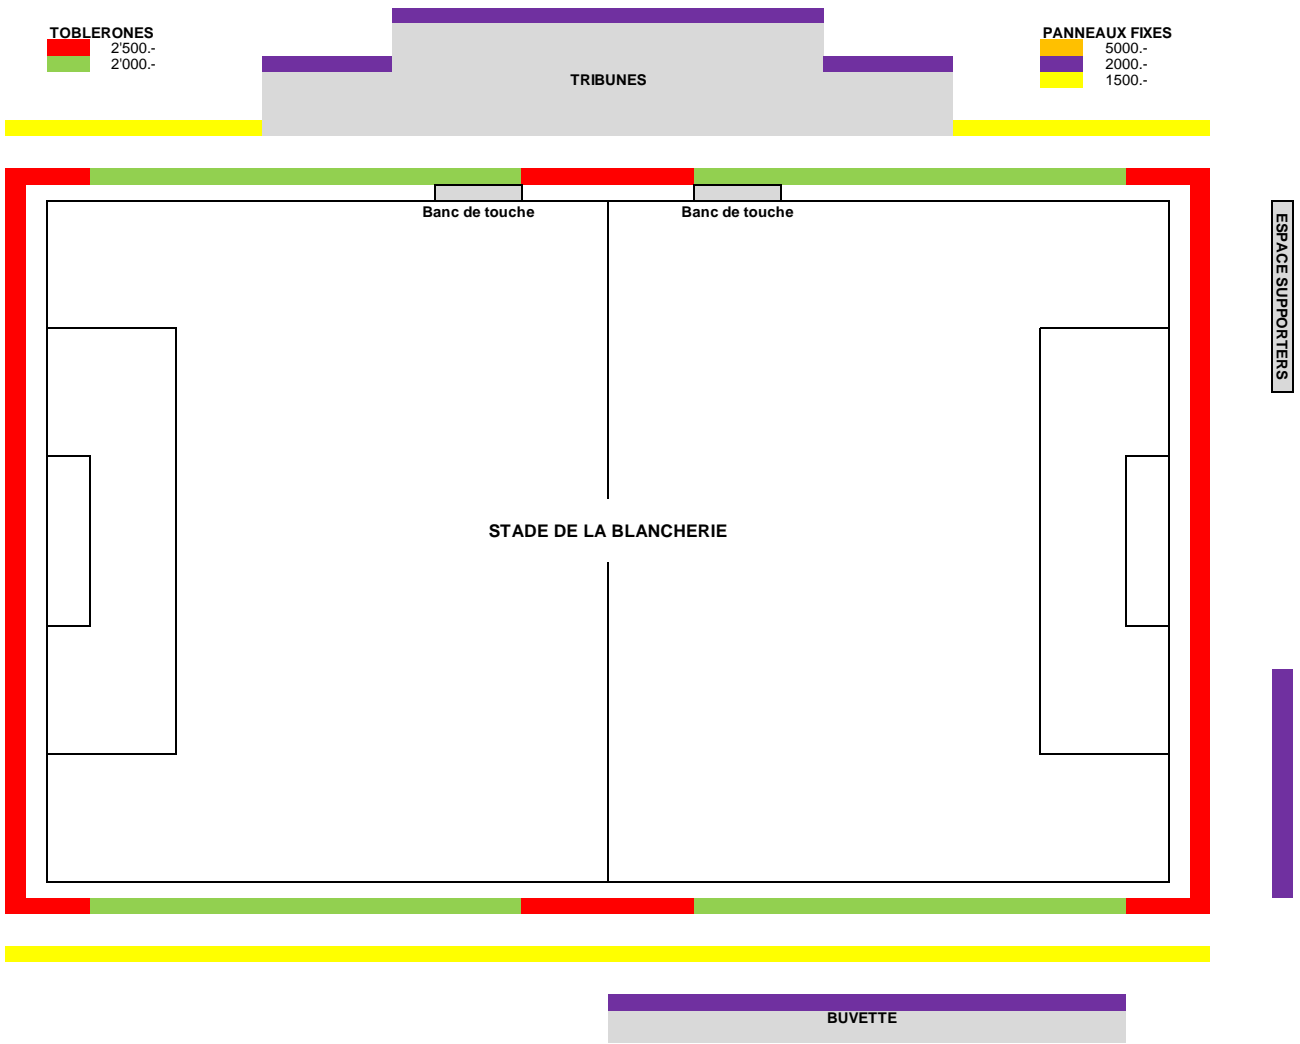 TOBLERONES
2'500.-
2'000.-
PANNEAUX FIXES
5000.-
2000.-
1500.-
TRIBUNES
Banc de touche
Banc de touche
ESPACE SUPPORTERS
STADE DE LA BLANCHERIE
BUVETTE